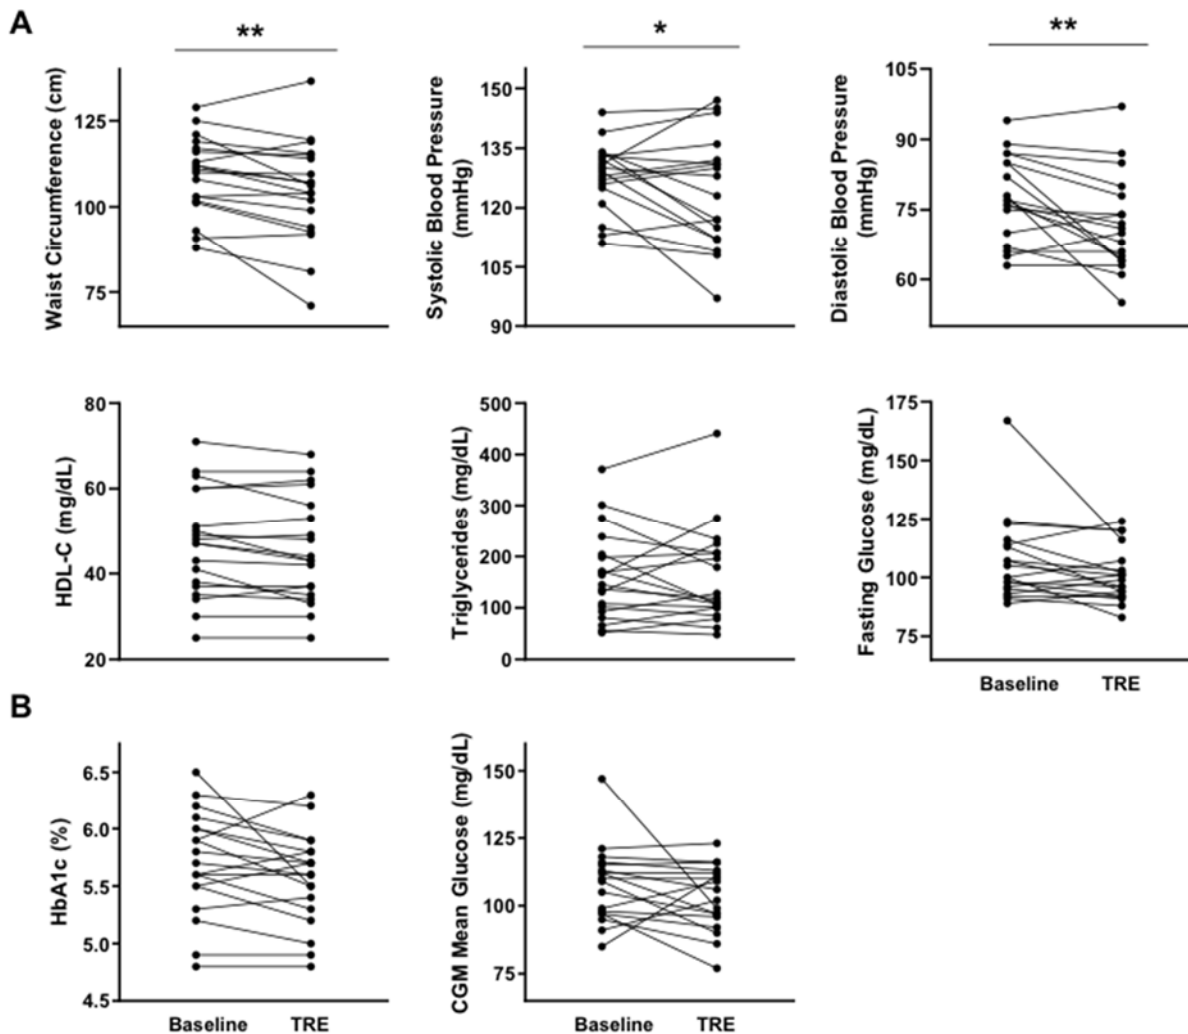 A
**
*
**
Waist Circumference (cm)
125
100
75
Systolic Blood Pressure
(mmHg)
150
135
120
105
90
Diastolic Blood Pressure
(mmHg)
105
90
75
60
HDL-C (mg/dL)
80
60
40
20
Triglycerides (mg/dL)
500
400
300
200
100
0
Fasting Glucose (mg/dL)
175
150
125
100
75
Baseline TRE
B
HbA1c (%)
6.5
6.0
5.5
5.0
4.5
Baseline TRE
CGM Mean Glucose (mg/dL)
150
125
100
75
Baseline TRE